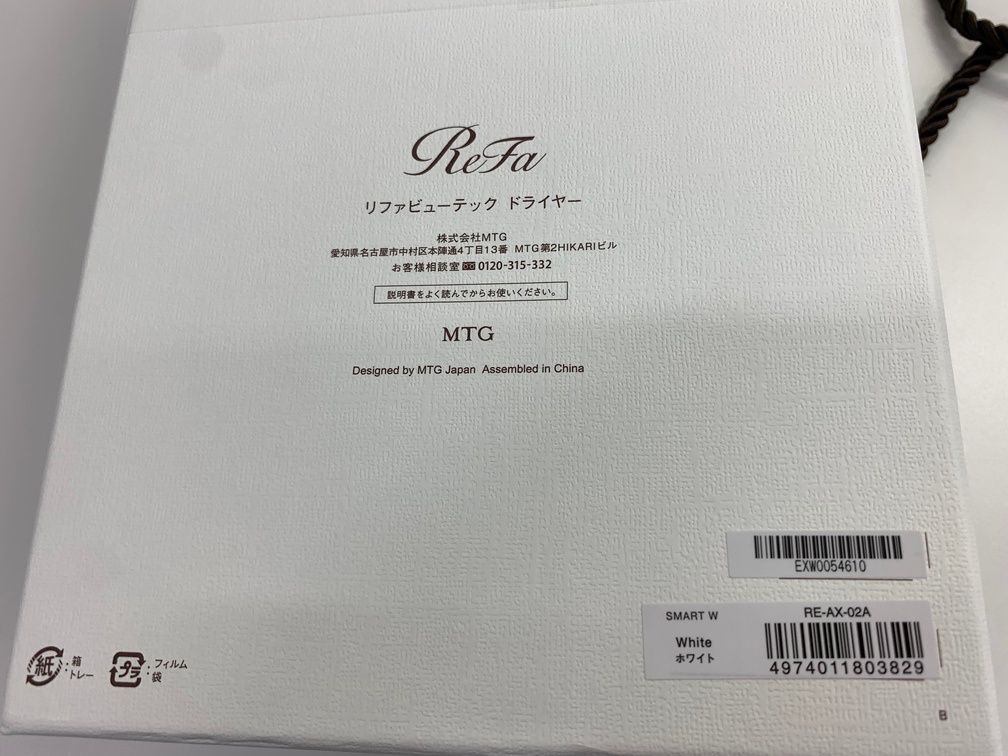 ReFa
リファビューテック ドライヤー
株式会社MTG
愛知県名古屋市中村区本陣通4丁目13番 MTG第2HIKARIビル
お客様相談室 0120-315-332
説明書をよく読んでからお使いください。
MTG
Designed by MTG Japan Assembled in China
EXW0054610
SMART W RE-AX-02A
White
ホワイト
4974011803829
紙 : 箱
トレー
プラ : フィルム
袋
B